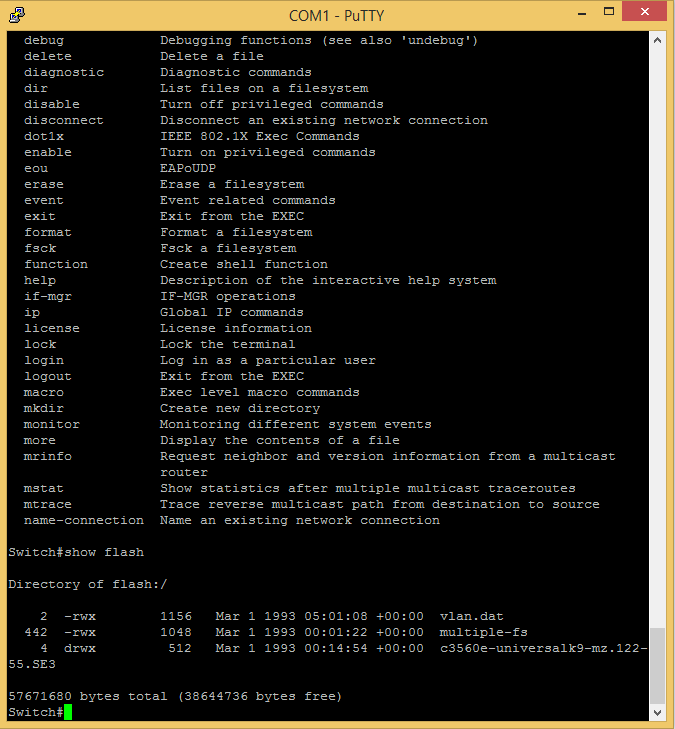 COM1 - PuTTY
debug Debugging functions (see also 'undebug')
delete Delete a file
diagnostic Diagnostic commands
dir List files on a filesystem
disable Turn off privileged commands
disconnect Disconnect an existing network connection
dot1x IEEE 802.1X Exec Commands
enable Turn on privileged commands
eou EAPoUDP
erase Erase a filesystem
event Event related commands
exit Exit from the EXEC
format Format a filesystem
fsck Fsck a filesystem
function Create shell function
help Description of the interactive help system
if-mgr IF-MGR operations
ip Global IP commands
license License information
lock Lock the terminal
login Log in as a particular user
logout Exit from the EXEC
macro Exec level macro commands
mkdir Create new directory
monitor Monitoring different system events
more Display the contents of a file
mrinfo Request neighbor and version information from a multicast
router
mstat Show statistics after multiple multicast traceroutes
mtrace Trace reverse multicast path from destination to source
name-connection Name an existing network connection
Switch#show flash
Directory of flash:/
2 -rwx 1156 Mar 1 1993 05:01:08 +00:00 vlan.dat
442 -rwx 1048 Mar 1 1993 00:01:22 +00:00 multiple-fs
4 drwx 512 Mar 1 1993 00:14:54 +00:00 c3560e-universalk9-mz.122-
55.SE3
57671680 bytes total (38644736 bytes free)
Switch#